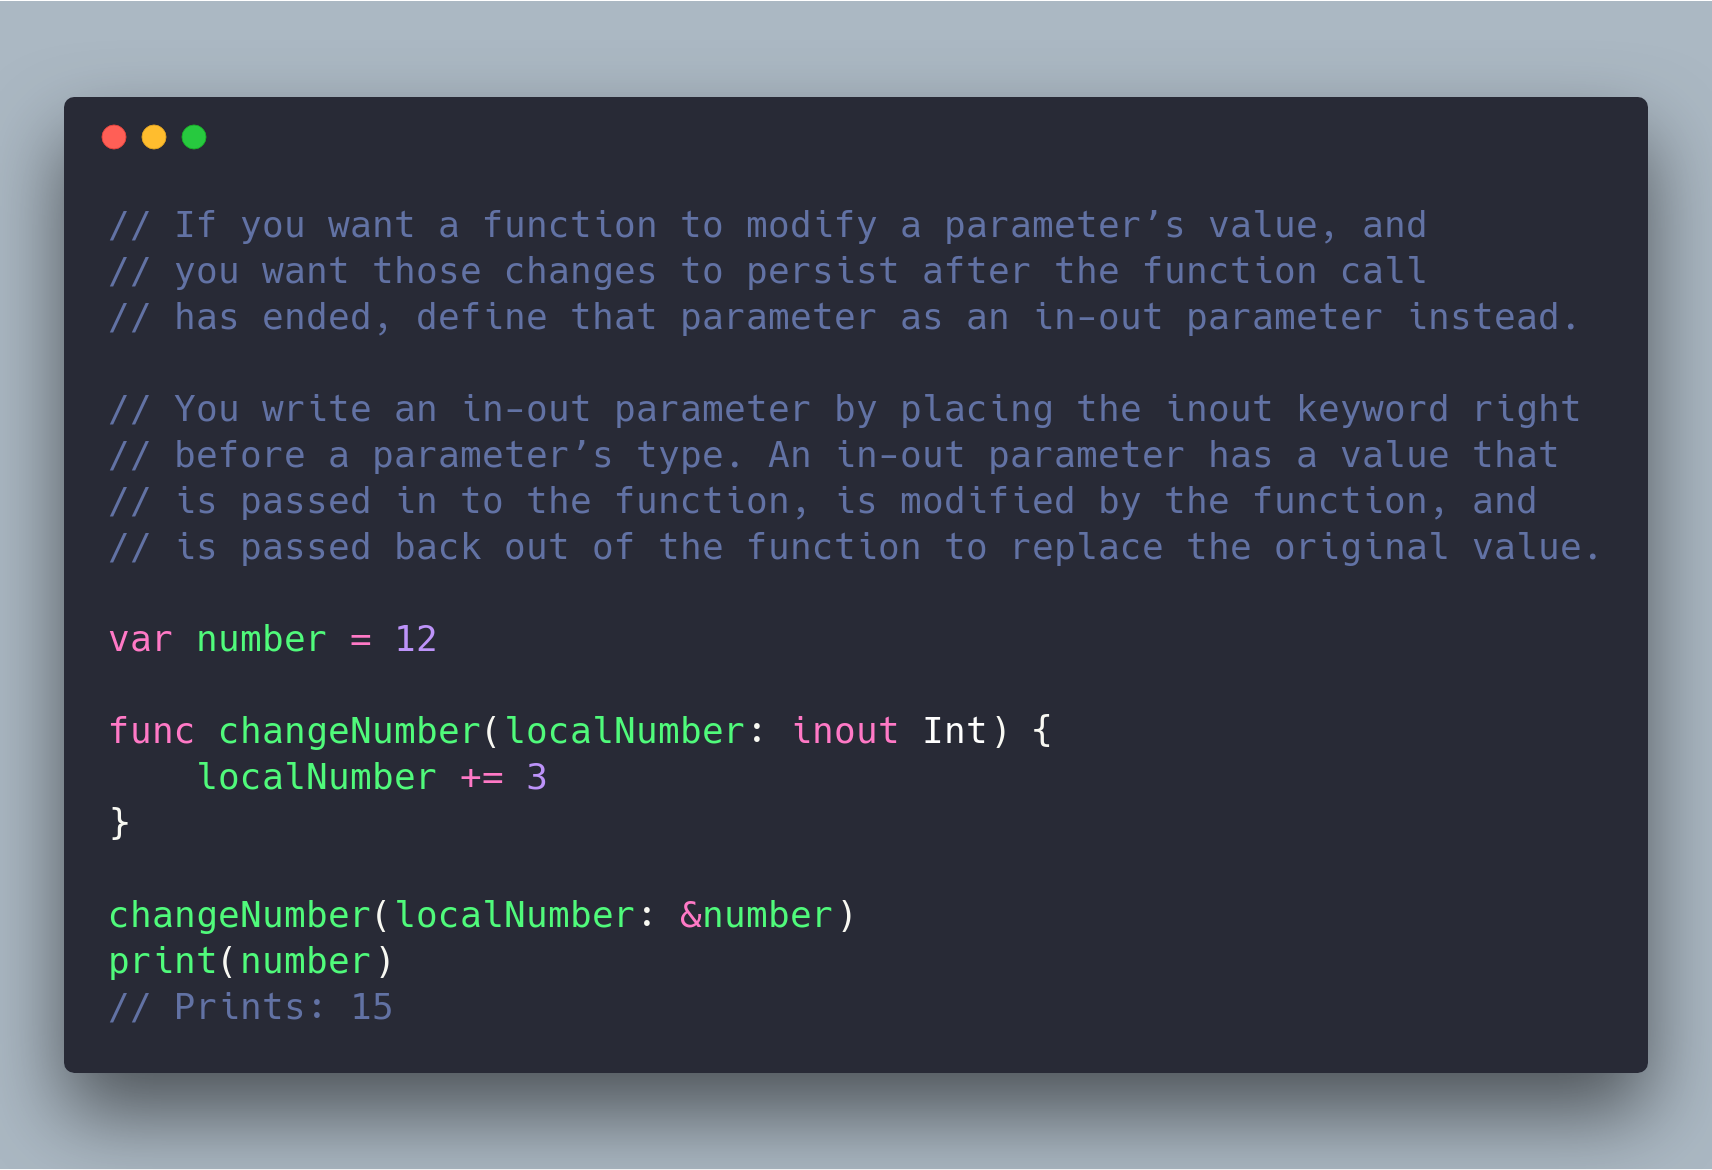 // If you want a function to modify a parameter’s value, and
// you want those changes to persist after the function call
// has ended, define that parameter as an in-out parameter instead.
// You write an in-out parameter by placing the inout keyword right
// before a parameter’s type. An in-out parameter has a value that
// is passed in to the function, is modified by the function, and
// is passed back out of the function to replace the original value.
var number = 12
func changeNumber(localNumber: inout Int) {
    localNumber += 3
}
changeNumber(localNumber: &number)
print(number)
// Prints: 15